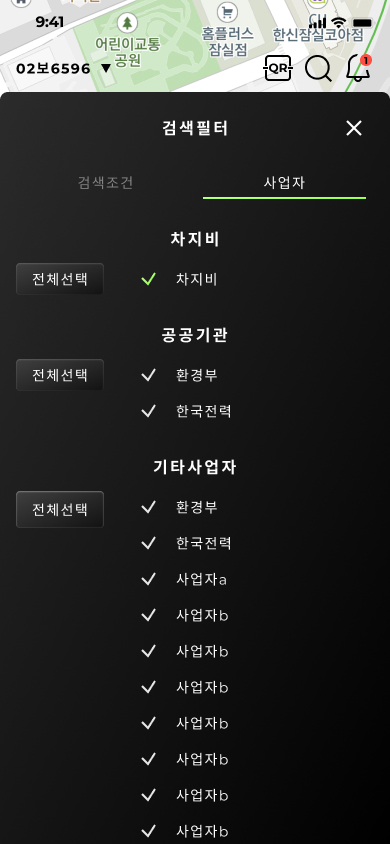 9:41
어린이교통
공원
홈플러스
잠실점
한신잠실코아점
02보6596
QR
1
검색필터
검색조건
사업자
차지비
전체선택
차지비
공공기관
전체선택
환경부
한국전력
기타사업자
전체선택
환경부
한국전력
사업자a
사업자b
사업자b
사업자b
사업자b
사업자b
사업자b
사업자b